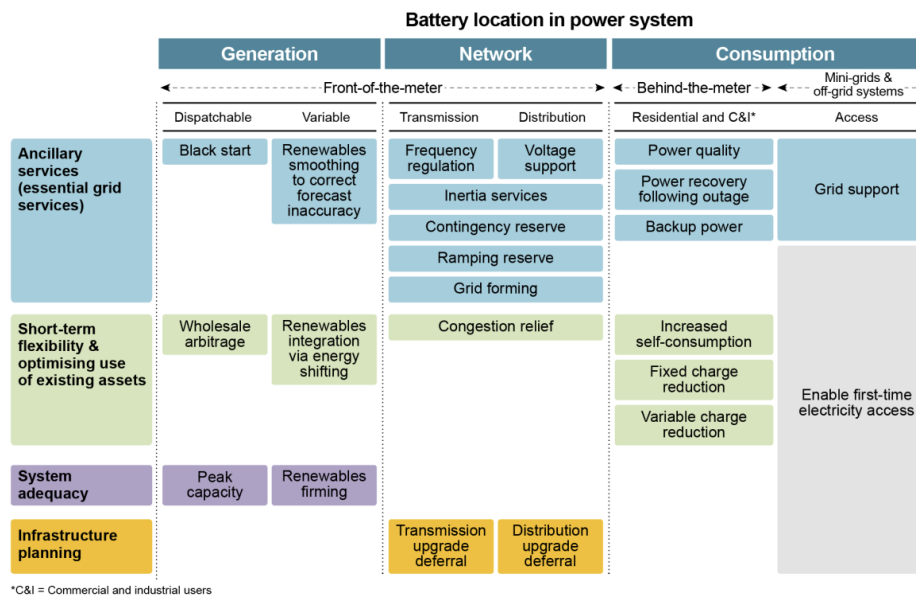 Battery location in power system
Generation
Network
Consumption
Front-of-the-meter
Behind-the-meter
Mini-grids &
off-grid systems
Dispatchable
Variable
Transmission
Distribution
Residential and C&I*
Access
Ancillary
services
(essential grid
services)
Black start
Renewables
smoothing
to correct
forecast
inaccuracy
Frequency
regulation
Voltage
support
Inertia services
Contingency reserve
Ramping reserve
Grid forming
Power quality
Power recovery
following outage
Backup power
Grid support
Short-term
flexibility &
optimising use
of existing assets
Wholesale
arbitrage
Renewables
integration
via energy
shifting
Congestion relief
Increased
self-consumption
Fixed charge
reduction
Variable charge
reduction
Enable first-time
electricity access
System
adequacy
Peak
capacity
Renewables
firming
Infrastructure
planning
Transmission
upgrade
deferral
Distribution
upgrade
deferral
*C&I = Commercial and industrial users